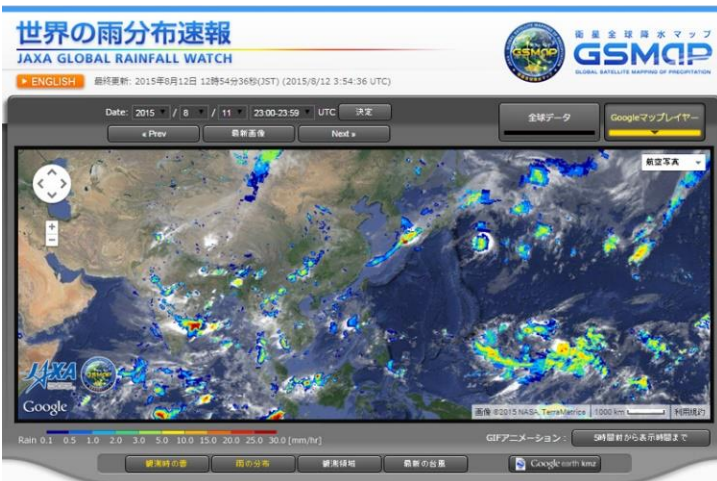 世界の雨分布速報
JAXA GLOBAL RAINFALL WATCH
衛星全球降水マップ
GSMaP
GLOBAL SATELLITE MAPPING OF PRECIPITATION
ENGLISH 最終更新: 2015年8月12日 12時54分36秒(JST) (2015/8/12 3:54:36 UTC)
Date: 2015 / 8 / 11 23:00-23:59 UTC 決定
全球データ
Googleマップレイヤー
« Prev 最新画像 Next »
航空写真
JAXA
Google
画像 ©2015 NASA, TerraMetrics 1000 km 利用規約
Rain 0.1 0.5 1.0 2.0 3.0 5.0 10.0 15.0 20.0 25.0 30.0 [mm/hr]
GIFアニメーション: 5時間前から表示時間まで
観測時の雲 雨の分布 観測領域 最新の台風 Google earth kmz